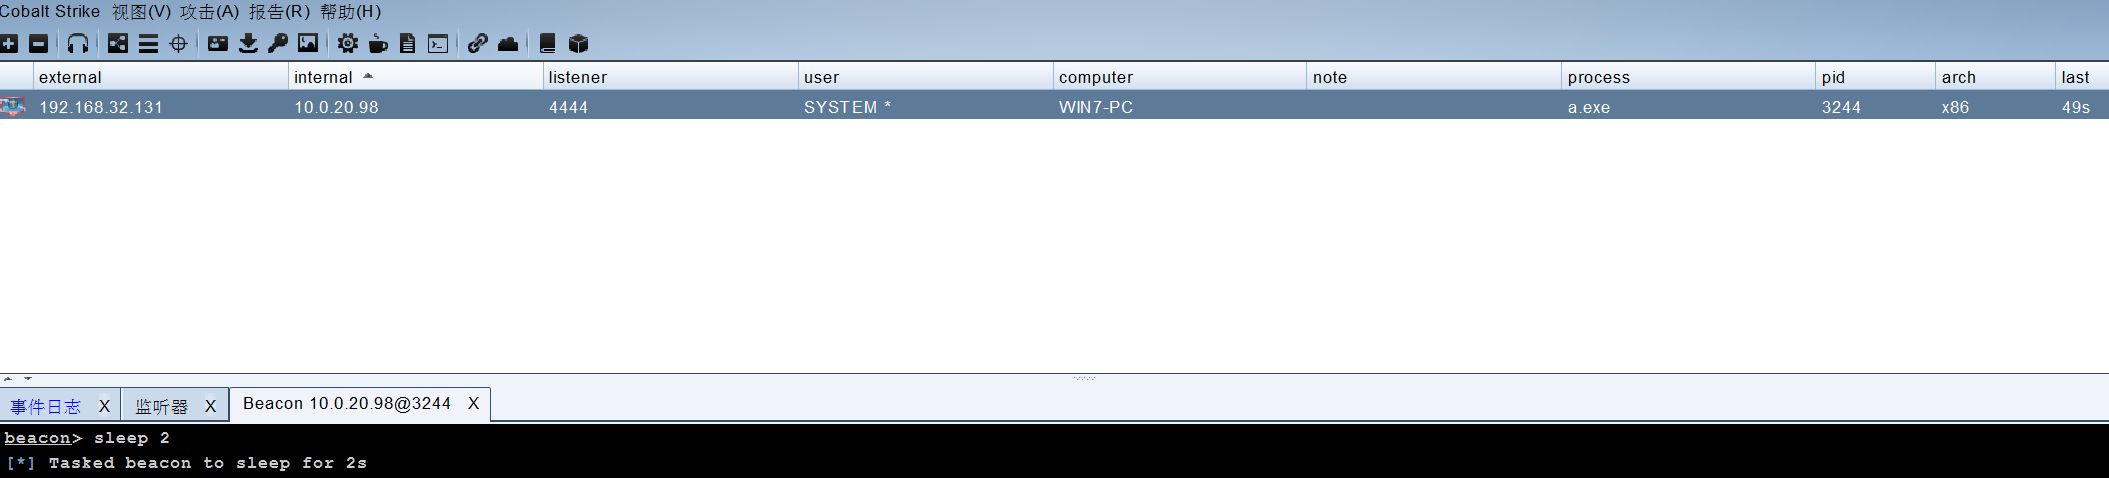 Cobalt Strike 视图(V) 攻击(A) 报告(R) 帮助(H)
external internal listener user computer note process pid arch last
192.168.32.131 10.0.20.98 4444 SYSTEM * WIN7-PC a.exe 3244 x86 49s
事件日志 X 监听器 X Beacon 10.0.20.98@3244 X
beacon> sleep 2
[*] Tasked beacon to sleep for 2s